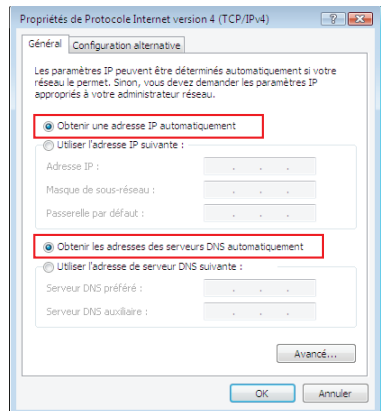 Propriétés de Protocole Internet version 4 (TCP/IPv4)
Général
Configuration alternative
Les paramètres IP peuvent être déterminés automatiquement si votre
réseau le permet. Sinon, vous devez demander les paramètres IP
appropriés à votre administrateur réseau.
Obtenir une adresse IP automatiquement
Utiliser l'adresse IP suivante :
Adresse IP :
Masque de sous-réseau :
Passerelle par défaut :
Obtenir les adresses des serveurs DNS automatiquement
Utiliser l'adresse de serveur DNS suivante :
Serveur DNS préféré :
Serveur DNS auxiliaire :
Avancé...
OK
Annuler